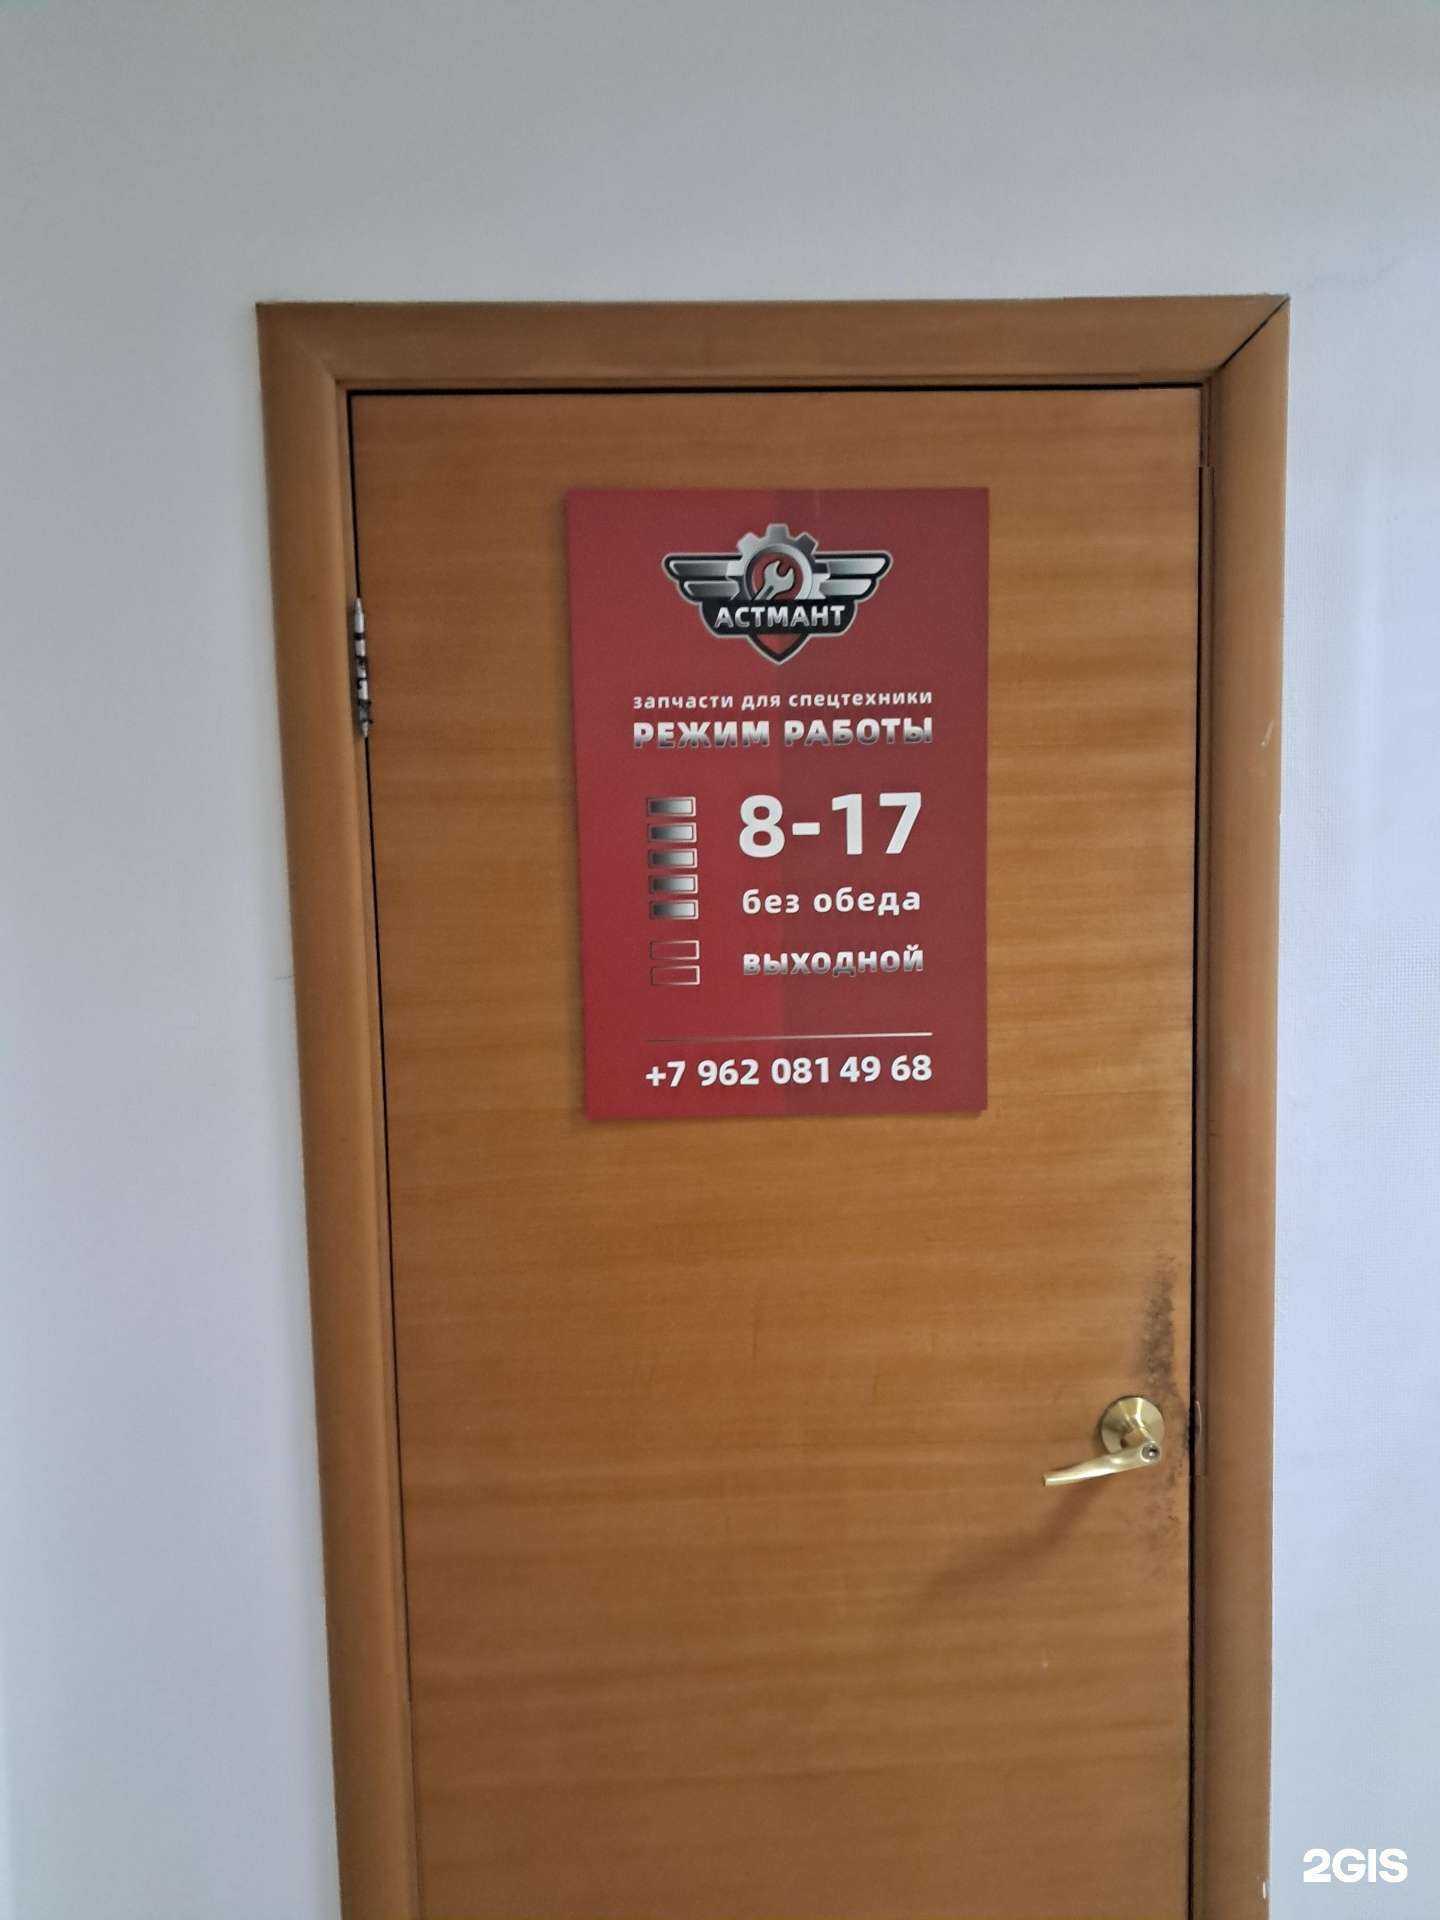 АСТМАНТ
запчасти для спецтехники
РЕЖИМ РАБОТЫ
8-17
без обеда
выходной
+7 962 081 49 68
2GIS